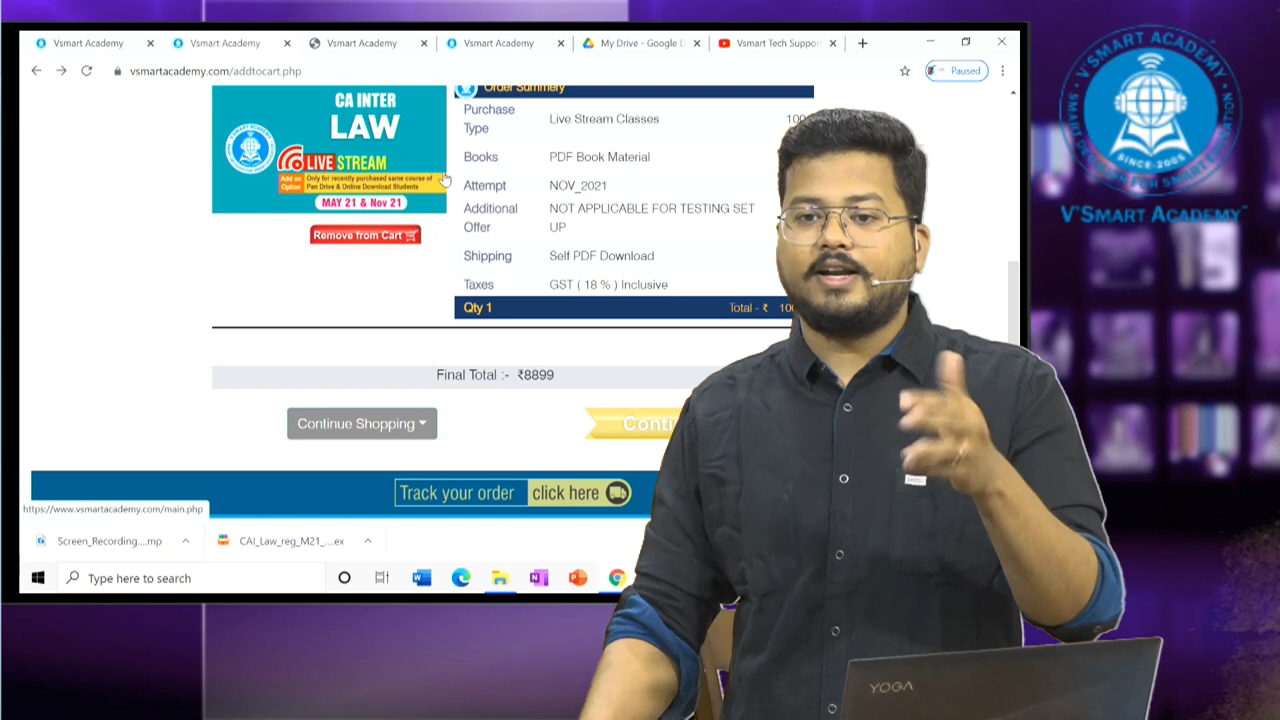 Vsmart Academy
Vsmart Academy
Vsmart Academy
Vsmart Academy
My Drive - Google D
Vsmart Tech Suppor
vsmartacademy.com/addtocart.php
Paused
V'SMART ACADEMY
SINCE-2005
V'SMART ACADEMY
CA INTER
LAW
LIVE STREAM
Add on Option
Only for recently purchased same course of
Pen Drive & Online Download Students
MAY 21 & Nov 21
Remove from Cart
Order Summery
Purchase Type Live Stream Classes 100
Books PDF Book Material
Attempt NOV_2021
Additional Offer NOT APPLICABLE FOR TESTING SET UP
Shipping Self PDF Download
Taxes GST ( 18 % ) Inclusive
Qty 1 Total - ₹ 100
Final Total :- ₹8899
Continue Shopping
Conti
Track your order click here
https://www.vsmartacademy.com/main.php
Screen_Recording....mp
CAI_Law_reg_M21_....ex
Type here to search
YOGA